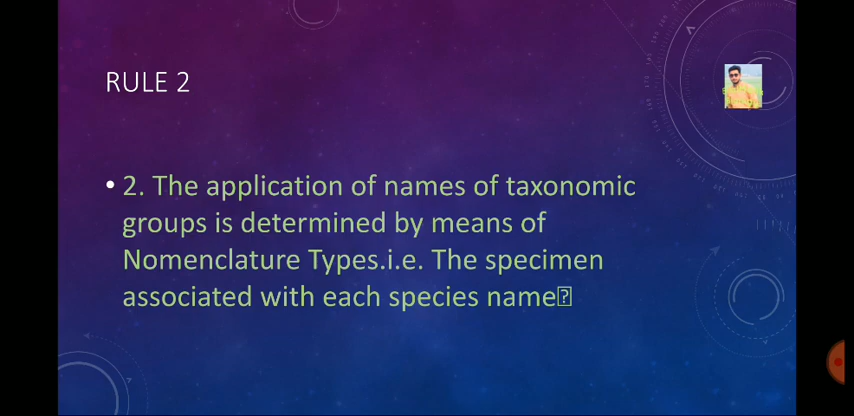 RULE 2
• 2. The application of names of taxonomic
groups is determined by means of
Nomenclature Types.i.e. The specimen
associated with each species name